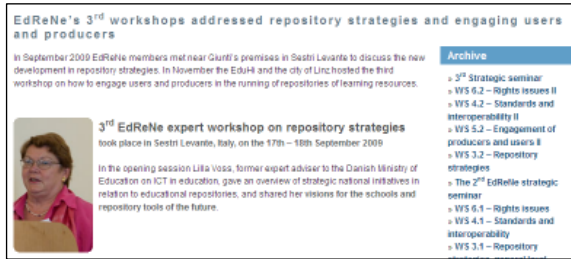 EdReNe's 3rd workshops addressed repository strategies and engaging users
and producers
In September 2009 EdReNe members met near Giunti's premises in Sestri Levante to discuss the new
development in repository strategies. In November the EduHi and the city of Linz hosted the third
workshop on how to engage users and producers in the running of repositories of learning resources.
3rd EdReNe expert workshop on repository strategies
took place in Sestri Levante, Italy, on the 17th – 18th September 2009
In the opening session Lilla Voss, former expert adviser to the Danish Ministry of
Education on ICT in education, gave an overview of strategic national initiatives in
relation to educational repositories, and shared her visions for the schools and
repository tools of the future.
Archive
» 3rd Strategic seminar
» WS 6.2 – Rights issues II
» WS 4.2 – Standards and
interoperability II
» WS 5.2 – Engagement of
producers and users II
» WS 3.2 – Repository
strategies
» The 2nd EdReNe strategic
seminar
» WS 6.1 – Rights issues
» WS 4.1 – Standards and
interoperability
» WS 3.1 – Repository